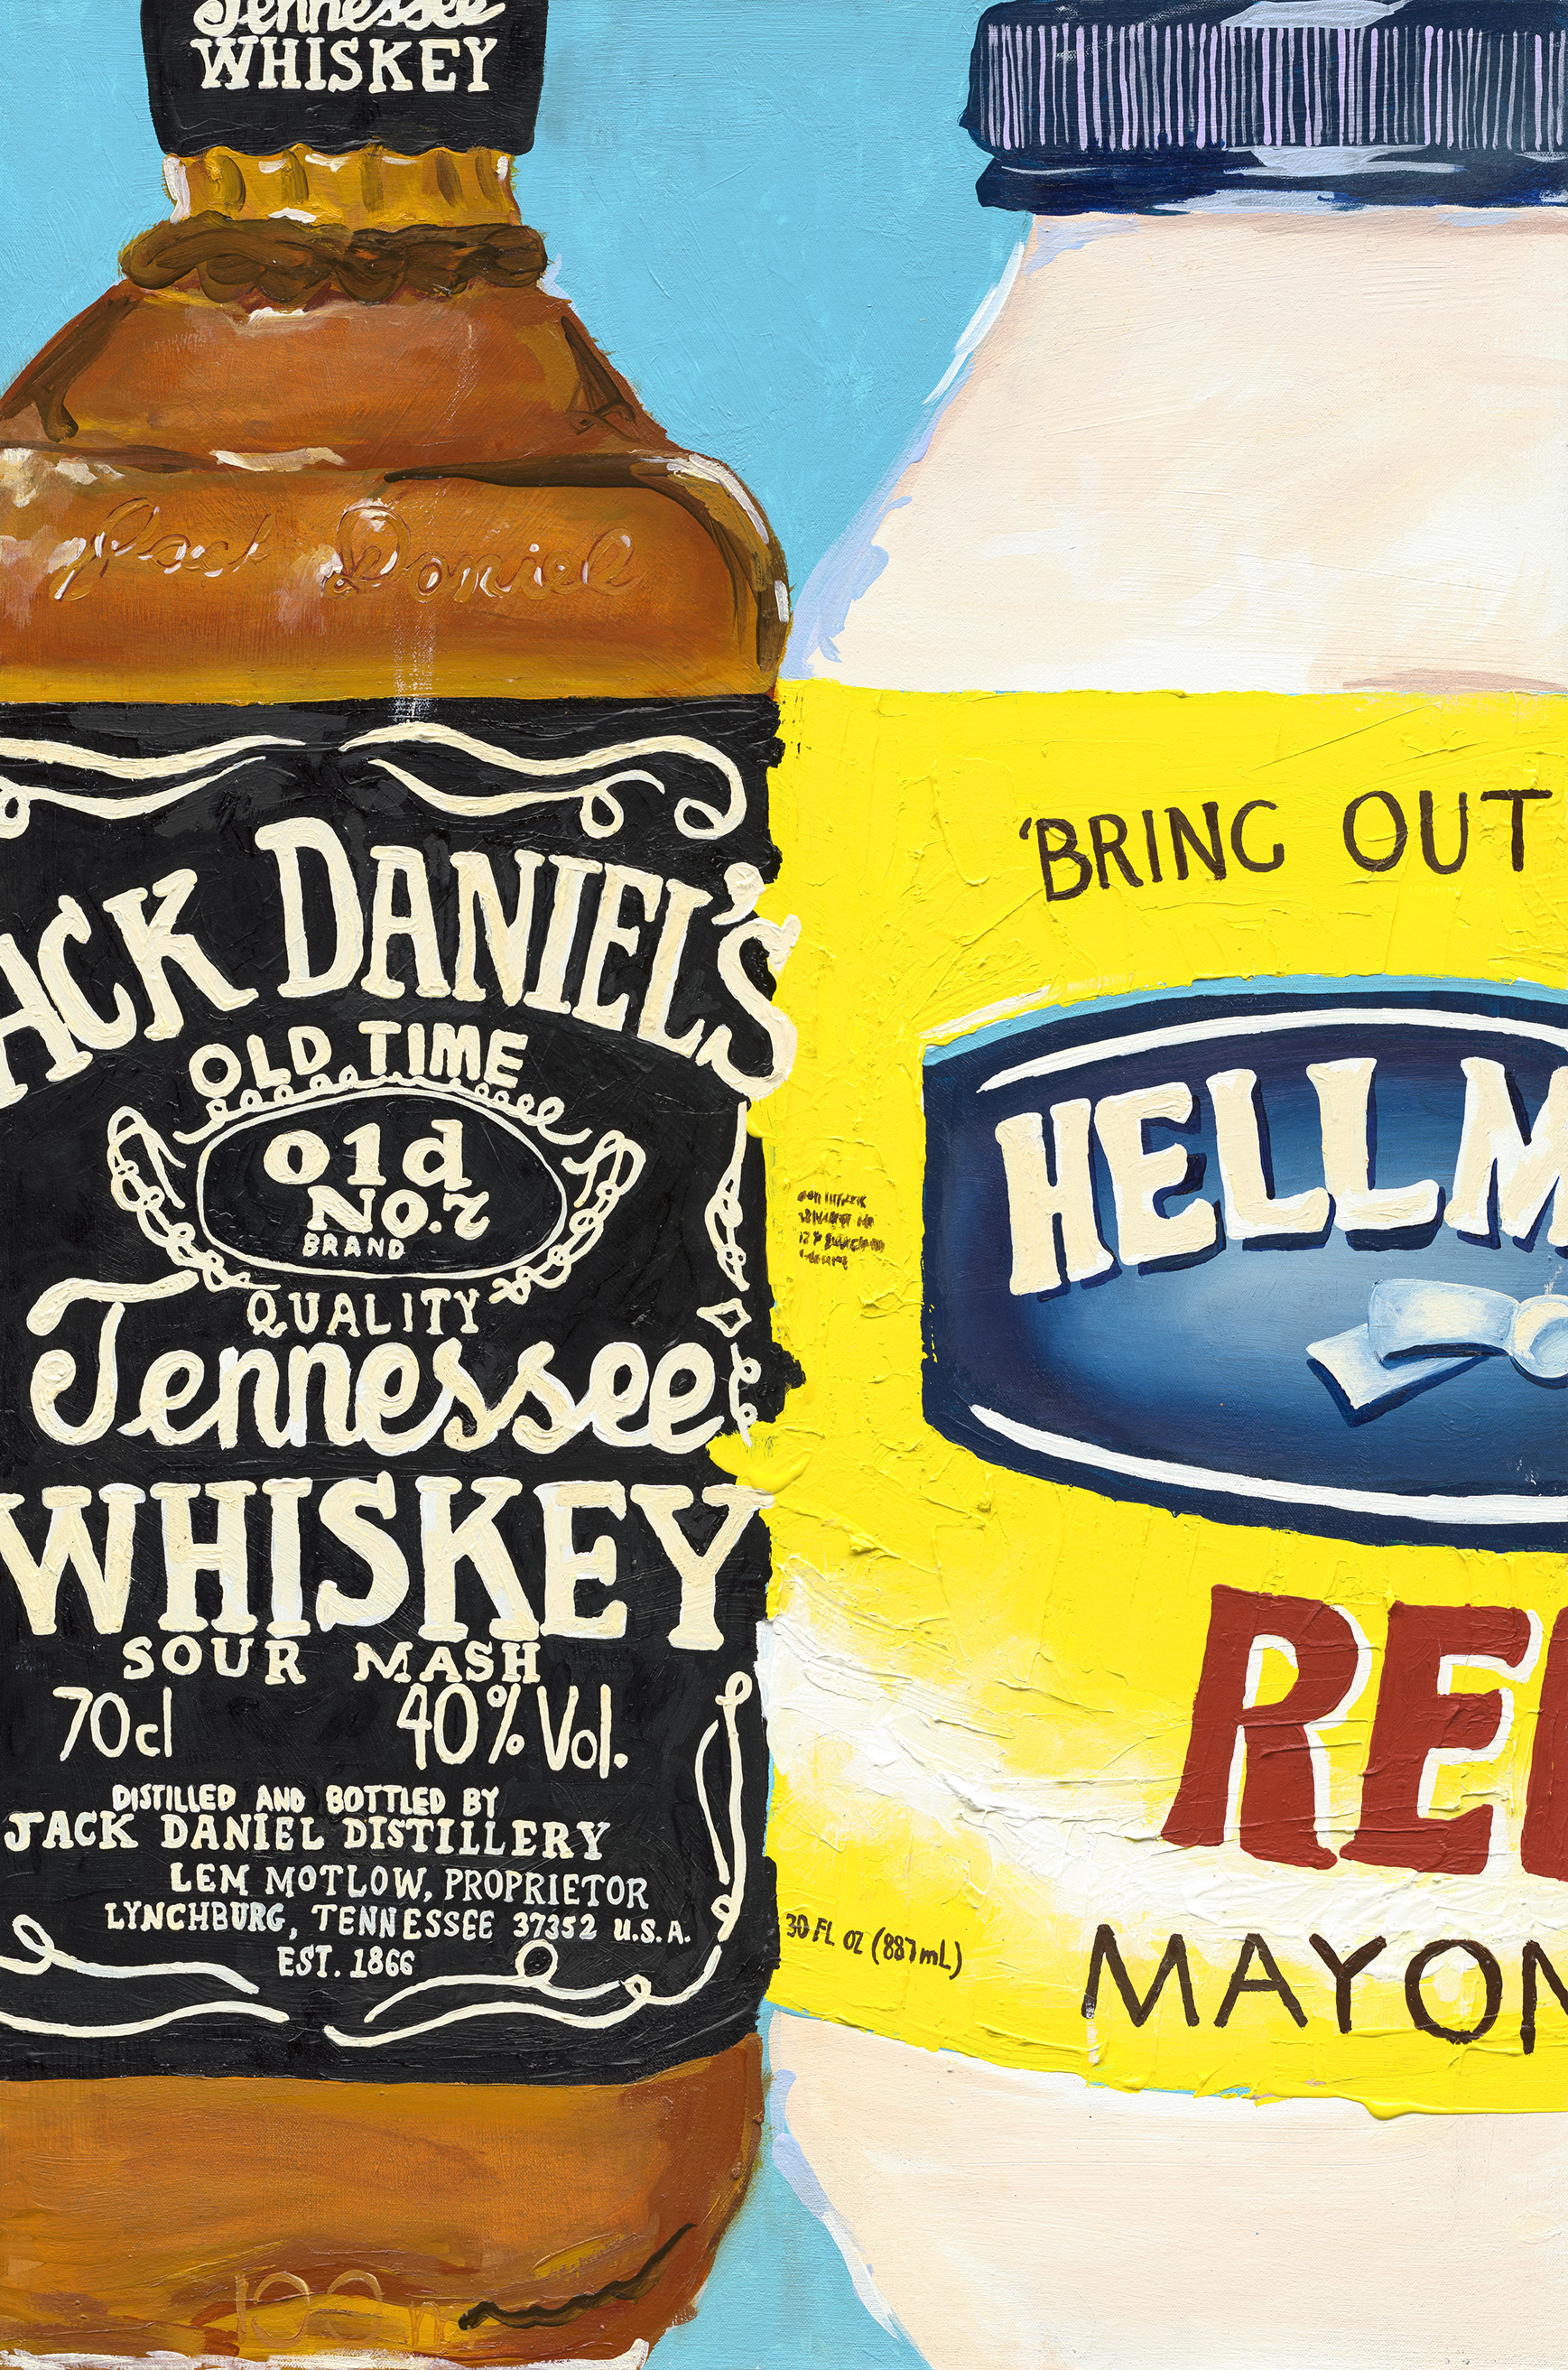 Tennessee
WHISKEY
Jack Daniel
ACK DANIEL'S
OLD TIME
Old
No.7
BRAND
QUALITY
Tennessee
WHISKEY
SOUR MASH
70cl 40% Vol.
DISTILLED AND BOTTLED BY
JACK DANIEL DISTILLERY
LEM MOTLOW, PROPRIETOR
LYNCHBURG, TENNESSEE 37352 U.S.A.
EST. 1866
'BRING OUT
HELLM
RE
MAYON
30 FL OZ (887mL)